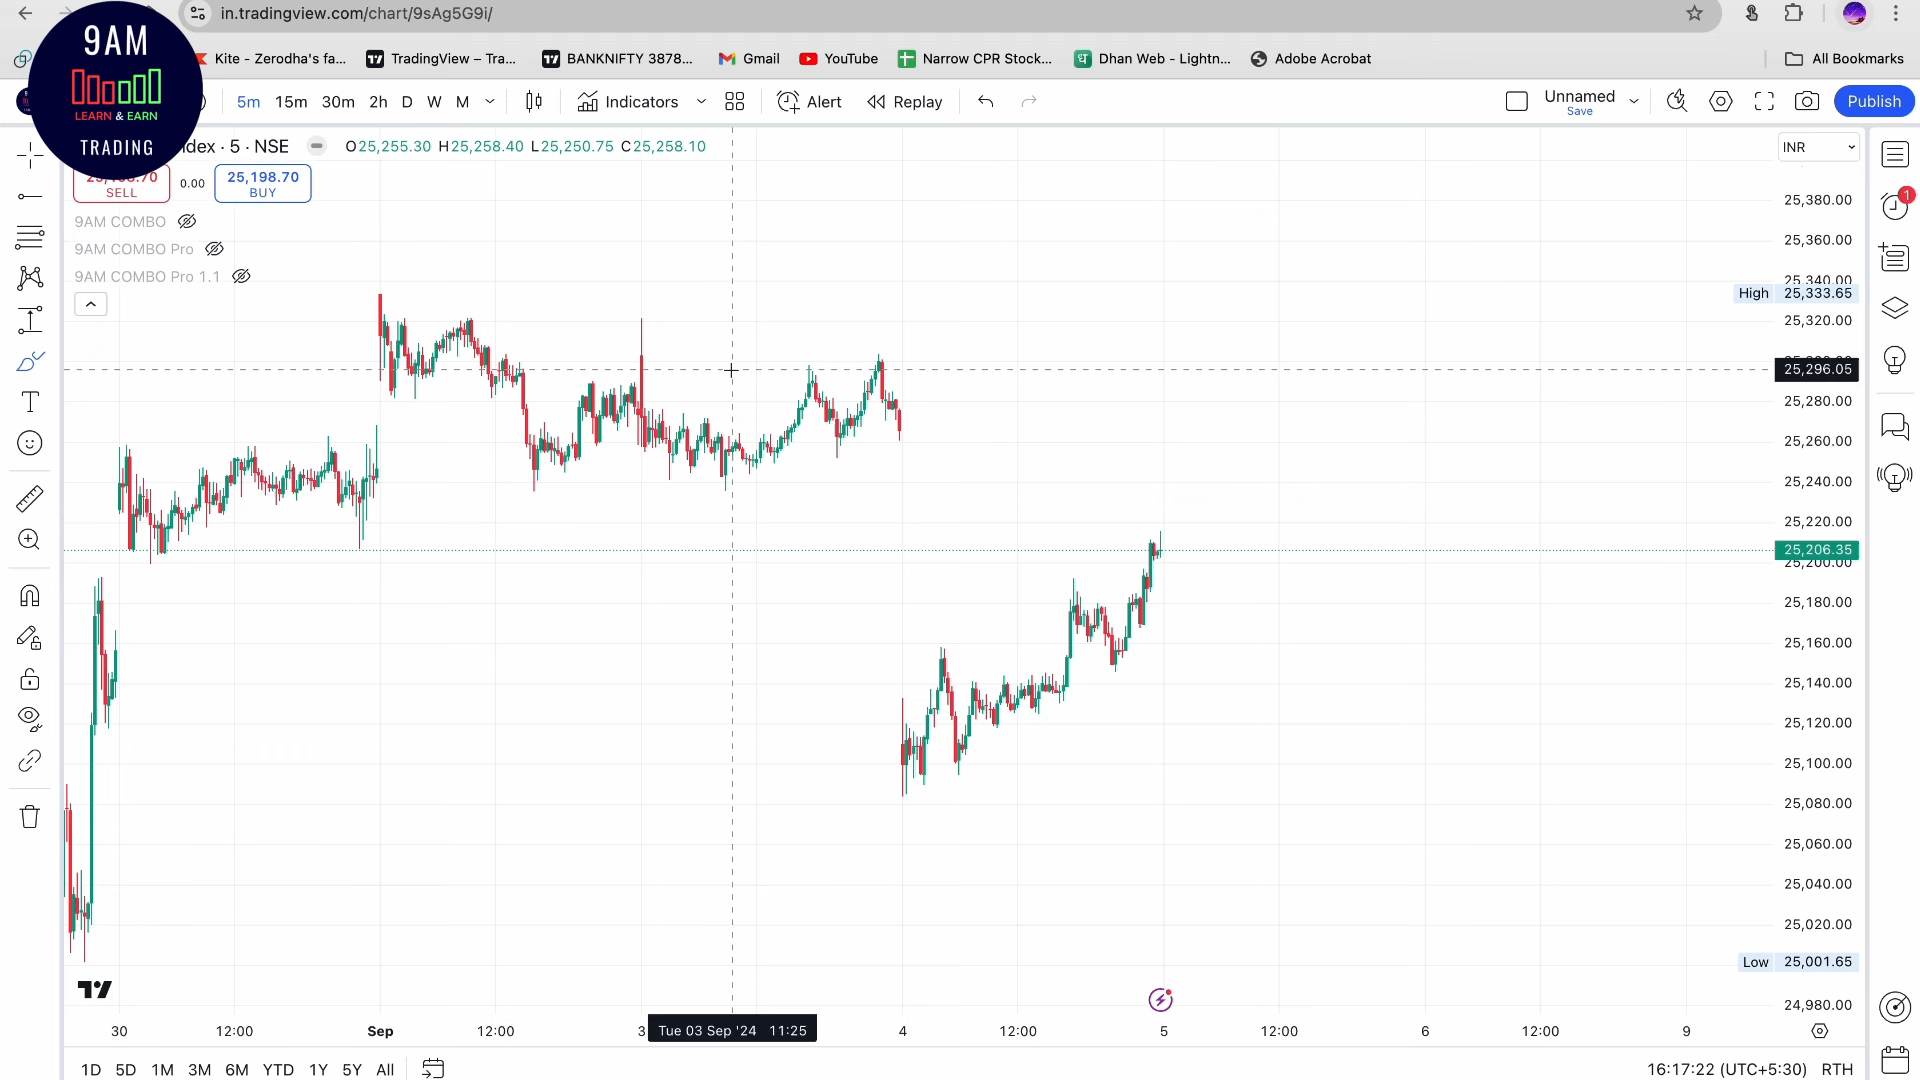 in.tradingview.com/chart/9sAg5G9i/
9AM
LEARN & EARN
TRADING
Kite - Zerodha's fa...
TradingView – Tra...
BANKNIFTY 3878...
Gmail
YouTube
Narrow CPR Stock...
Dhan Web - Lightn...
Adobe Acrobat
All Bookmarks
5m 15m 30m 2h D W M
Indicators
Alert
Replay
Unnamed
Save
Publish
dex · 5 · NSE
O25,255.30 H25,258.40 L25,250.75 C25,258.10
INR
SELL
0.00
25,198.70
BUY
9AM COMBO
9AM COMBO Pro
9AM COMBO Pro 1.1
1
25,380.00
25,360.00
25,340.00
High 25,333.65
25,320.00
25,296.05
25,280.00
25,260.00
25,240.00
25,220.00
25,206.35
25,200.00
25,180.00
25,160.00
25,140.00
25,120.00
25,100.00
25,080.00
25,060.00
25,040.00
25,020.00
Low 25,001.65
24,980.00
30 12:00 Sep 12:00 3 Tue 03 Sep '24 11:25 4 12:00 5 12:00 6 12:00 9
1D 5D 1M 3M 6M YTD 1Y 5Y All
16:17:22 (UTC+5:30) RTH